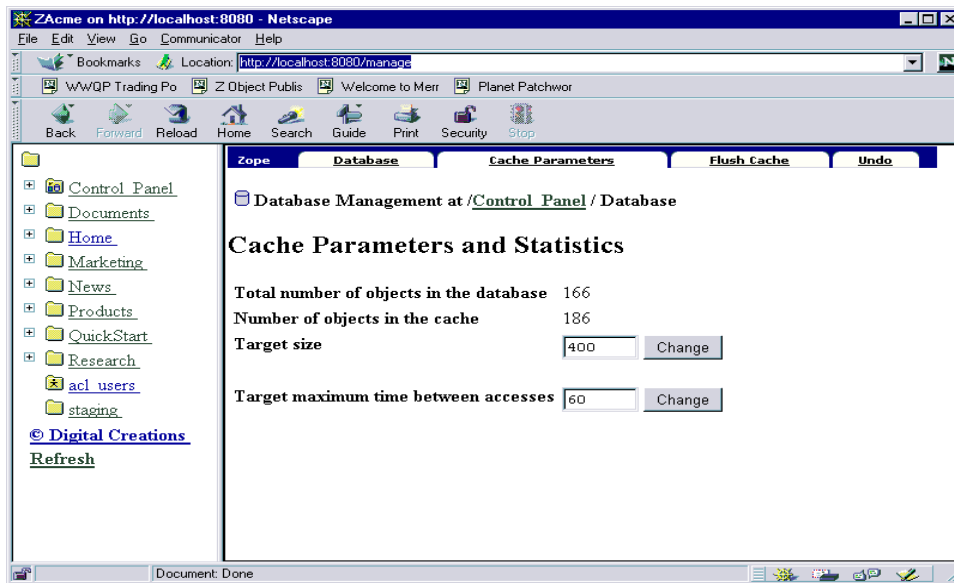 ZAcme on http://localhost:8080 - Netscape
File Edit View Go Communicator Help
Bookmarks Location: http://localhost:8080/manage
WWQP Trading Po Z Object Publis Welcome to Merr Planet Patchwor
Back Forward Reload Home Search Guide Print Security Stop
Zope Database Cache Parameters Flush Cache Undo
Control_Panel
Documents
Home
Marketing
News
Products
QuickStart
Research
acl_users
staging
© Digital Creations
Refresh
Database Management at /Control_Panel / Database
Cache Parameters and Statistics
Total number of objects in the database 166
Number of objects in the cache 186
Target size 400 Change
Target maximum time between accesses 60 Change
Document: Done